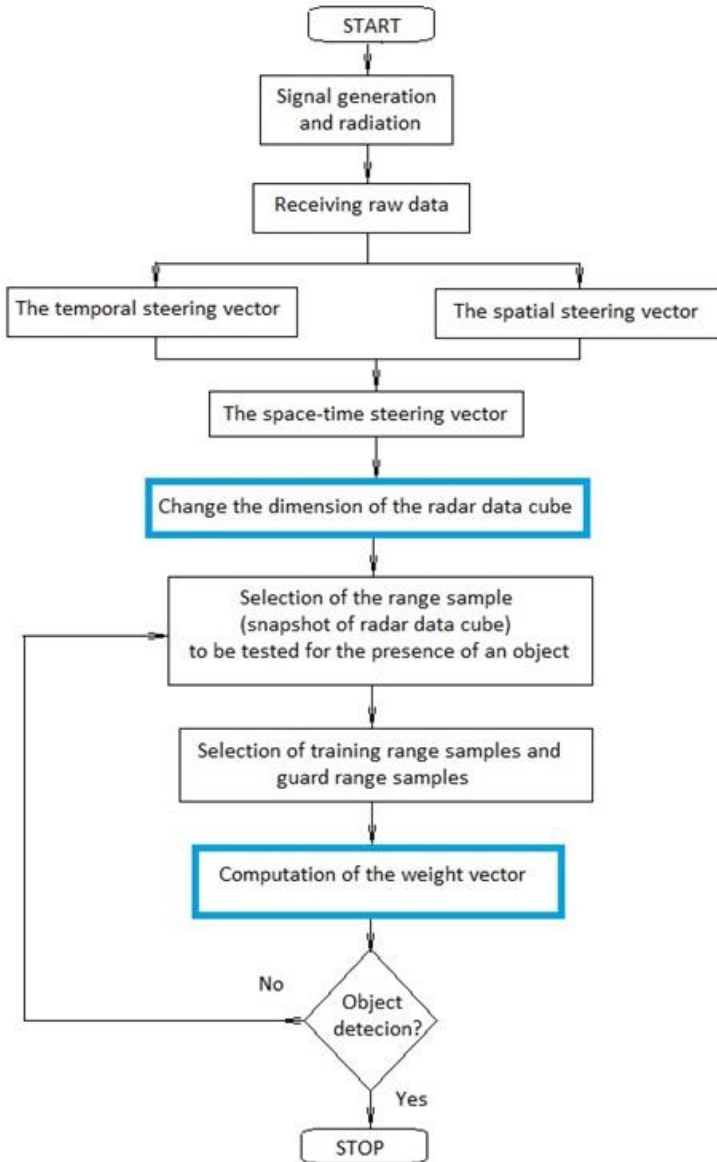 START
Signal generation
and radiation
Receiving raw data
The temporal steering vector
The spatial steering vector
The space-time steering vector
Change the dimension of the radar data cube
Selection of the range sample
(snapshot of radar data cube)
to be tested for the presence of an object
Selection of training range samples and
guard range samples
Computation of the weight vector
No
Object
detecion?
Yes
STOP